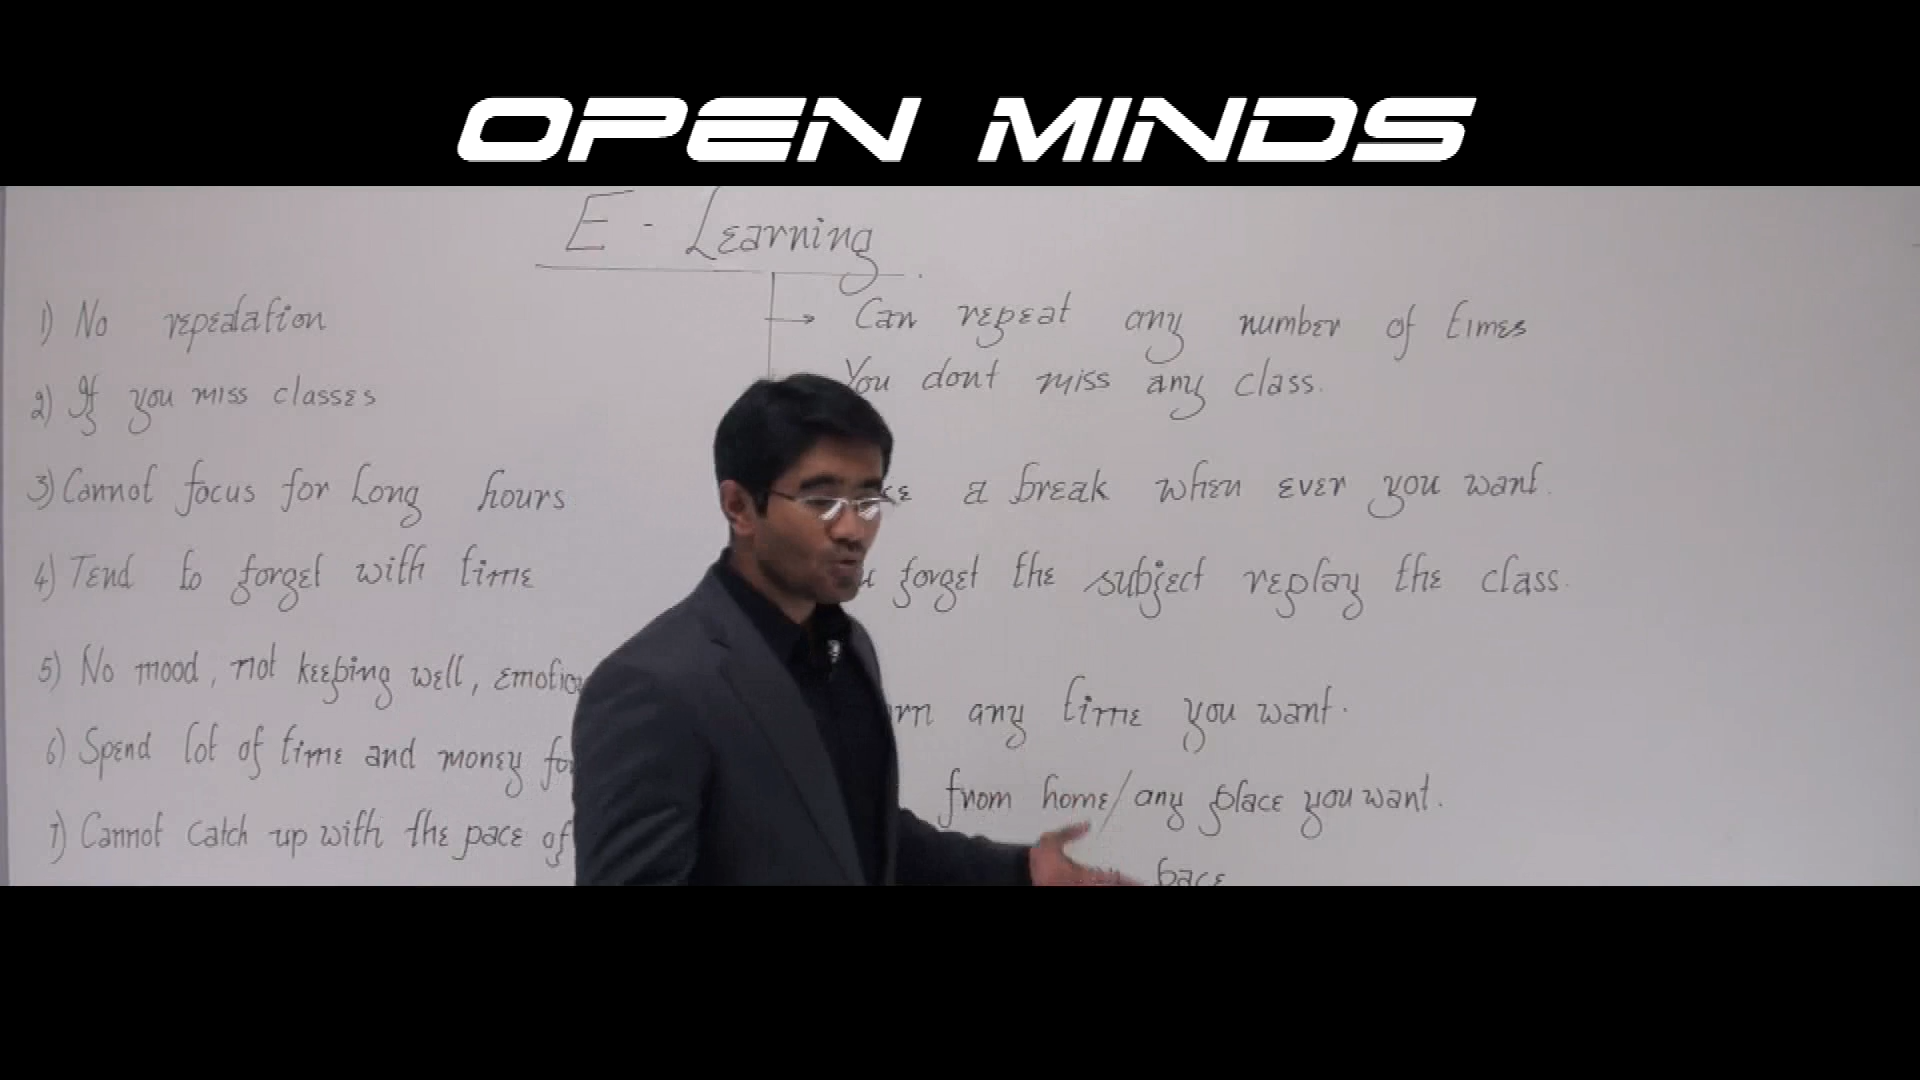 OPEN MINDS
E - Learning
1) No repeatation
2) If you miss classes
3) Cannot focus for long hours
4) Tend to forget with time
5) No mood, not keeping well,
6) Spend lot of time and money
7) Cannot catch up with the pace of
Can repeat any number of times
You dont miss any class.
a break when ever you want.
forget the subject replay the class.
any time you want.
from home/any place you want.
pace